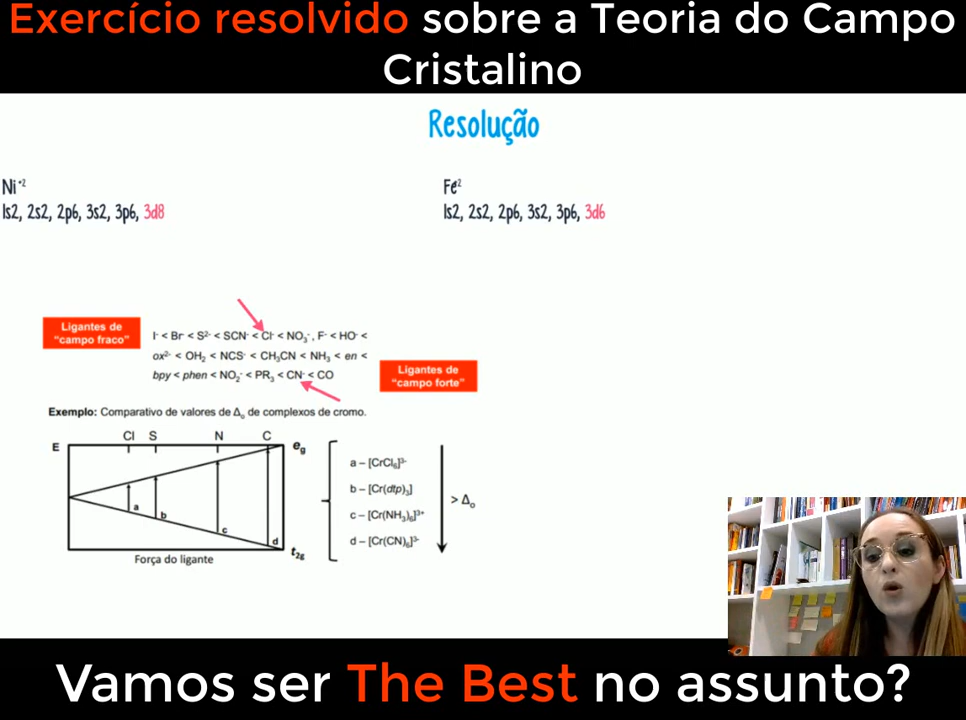 Exercício resolvido sobre a Teoria do Campo
Cristalino
Resolução
Ni⁺²
1s2, 2s2, 2p6, 3s2, 3p6, 3d8
Fe²
1s2, 2s2, 2p6, 3s2, 3p6, 3d6
Ligantes de
"campo fraco"
I⁻ < Br⁻ < S²⁻ < SCN⁻ < Cl⁻ < NO₃⁻, F⁻ < HO⁻ <
ox²⁻ < OH₂ < NCS⁻ < CH₃CN < NH₃ < en <
bpy < phen < NO₂⁻ < PR₃ < CN⁻ < CO
Ligantes de
"campo forte"
Exemplo: Comparativo de valores de Δₒ de complexos de cromo.
Cl S N C
E
e_g
a
b
c
d
t₂g
Força do ligante
a – [CrCl₆]³⁻
b – [Cr(dtp)₃]
c – [Cr(NH₃)₆]³⁺
d – [Cr(CN)₆]³⁻
> Δₒ
Vamos ser The Best no assunto?